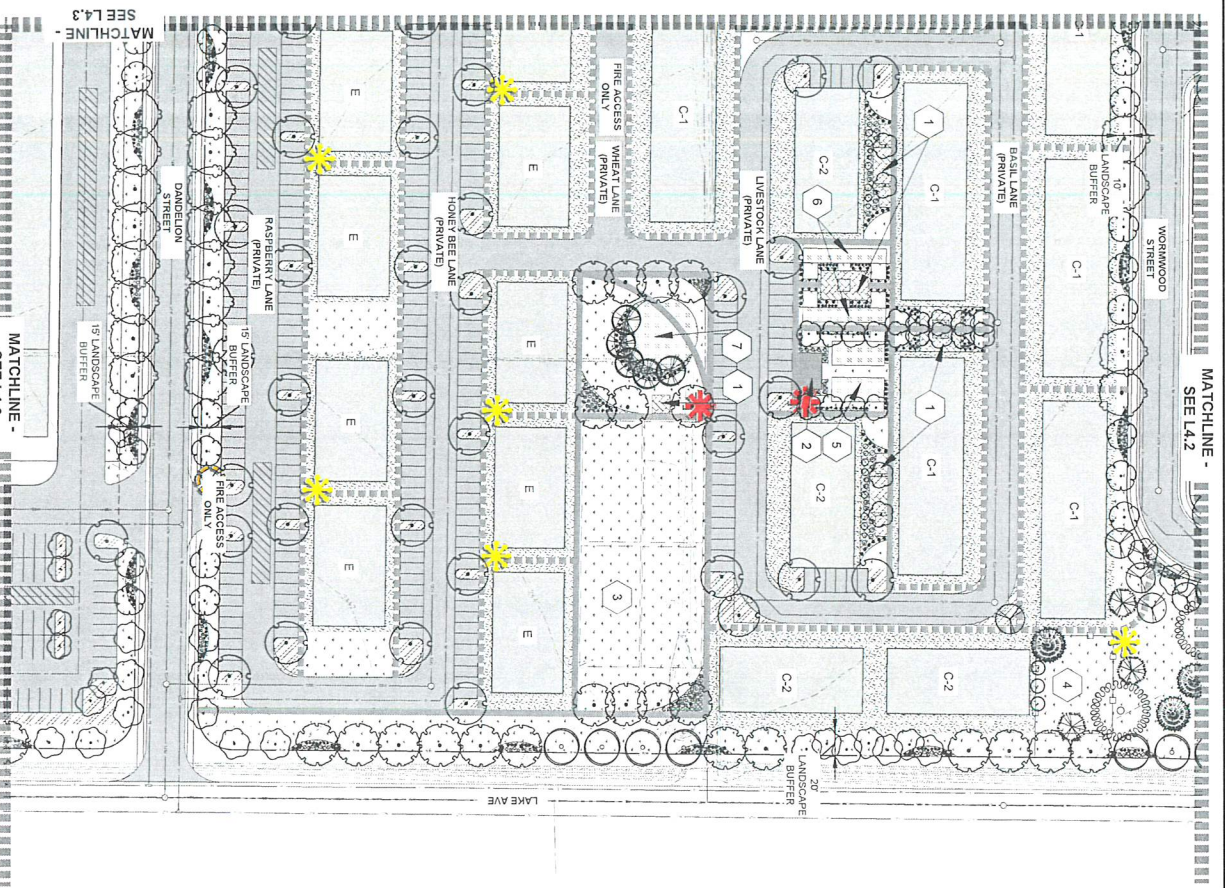 MATCHLINE -
SEE L4.3
MATCHLINE -
SEE L4.2
WORMWOOD
STREET
10'
LANDSCAPE
BUFFER
C-1
C-1
C-1
C-1
BASIL LANE
(PRIVATE)
1
C-1
C-1
1
C-2
6
5
2
C-2
LIVESTOCK LANE
(PRIVATE)
C-2
C-2
4
20'
LANDSCAPE
BUFFER
C-1
7
1
FIRE ACCESS
ONLY
WHEAT LANE
(PRIVATE)
3
E
E
E
E
E
HONEY BEE LANE
(PRIVATE)
E
E
E
E
RASPBERRY LANE
(PRIVATE)
15' LANDSCAPE
BUFFER
FIRE ACCESS
ONLY
DANDELION
STREET
15' LANDSCAPE
BUFFER
LAKE AVE
MATCHLINE -